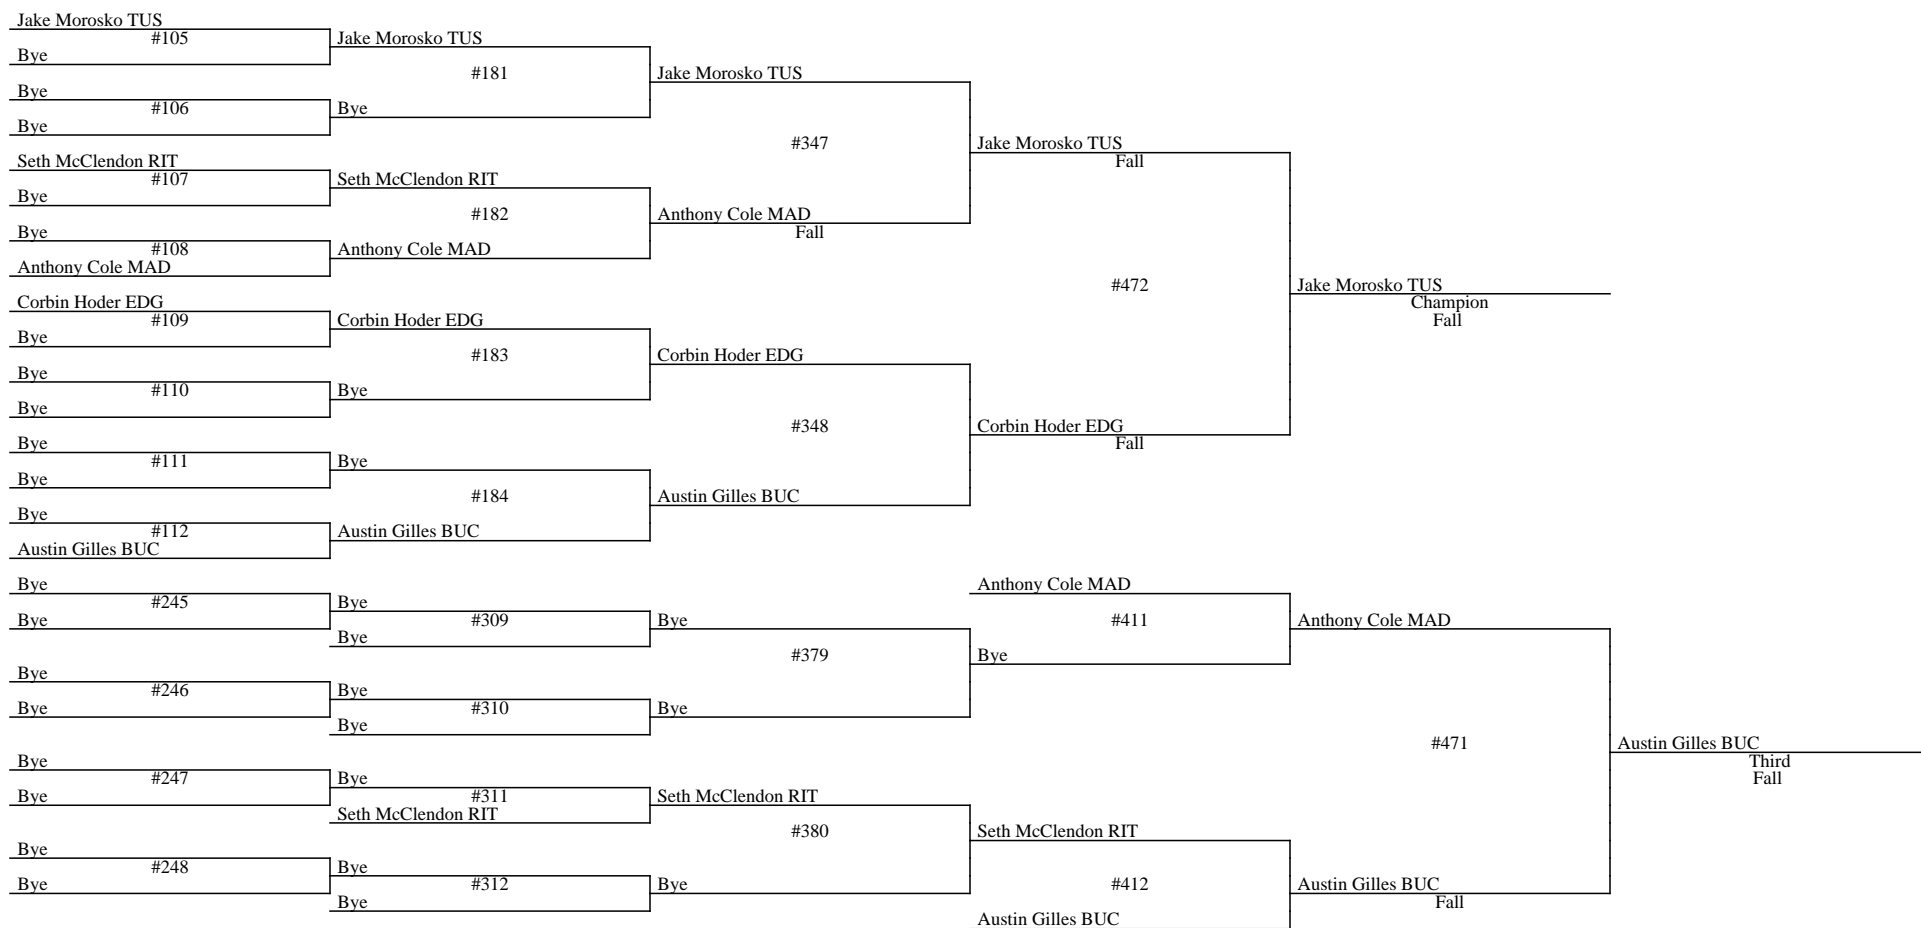 Jake Morosko TUS
#105
Bye
Jake Morosko TUS
#181
Bye
#106
Bye
Bye
Jake Morosko TUS
#347
Seth McClendon RIT
#107
Bye
Seth McClendon RIT
#182
Bye
#108
Anthony Cole MAD
Anthony Cole MAD
Anthony Cole MAD
Fall
Jake Morosko TUS
Fall
#472
Corbin Hoder EDG
#109
Bye
Corbin Hoder EDG
#183
Bye
#110
Bye
Bye
Corbin Hoder EDG
#348
Bye
#111
Bye
Bye
#184
Bye
#112
Austin Gilles BUC
Austin Gilles BUC
Austin Gilles BUC
Corbin Hoder EDG
Fall
Jake Morosko TUS
Champion
Fall
Bye
#245
Bye
Bye
#309
Bye
Bye
#379
Bye
#246
Bye
Bye
#310
Bye
Bye
Anthony Cole MAD
#411
Bye
Anthony Cole MAD
#471
Bye
#247
Bye
Bye
#311
Seth McClendon RIT
Seth McClendon RIT
#380
Bye
#248
Bye
Bye
#312
Bye
Bye
Seth McClendon RIT
#412
Austin Gilles BUC
Austin Gilles BUC
Fall
Austin Gilles BUC
Third
Fall